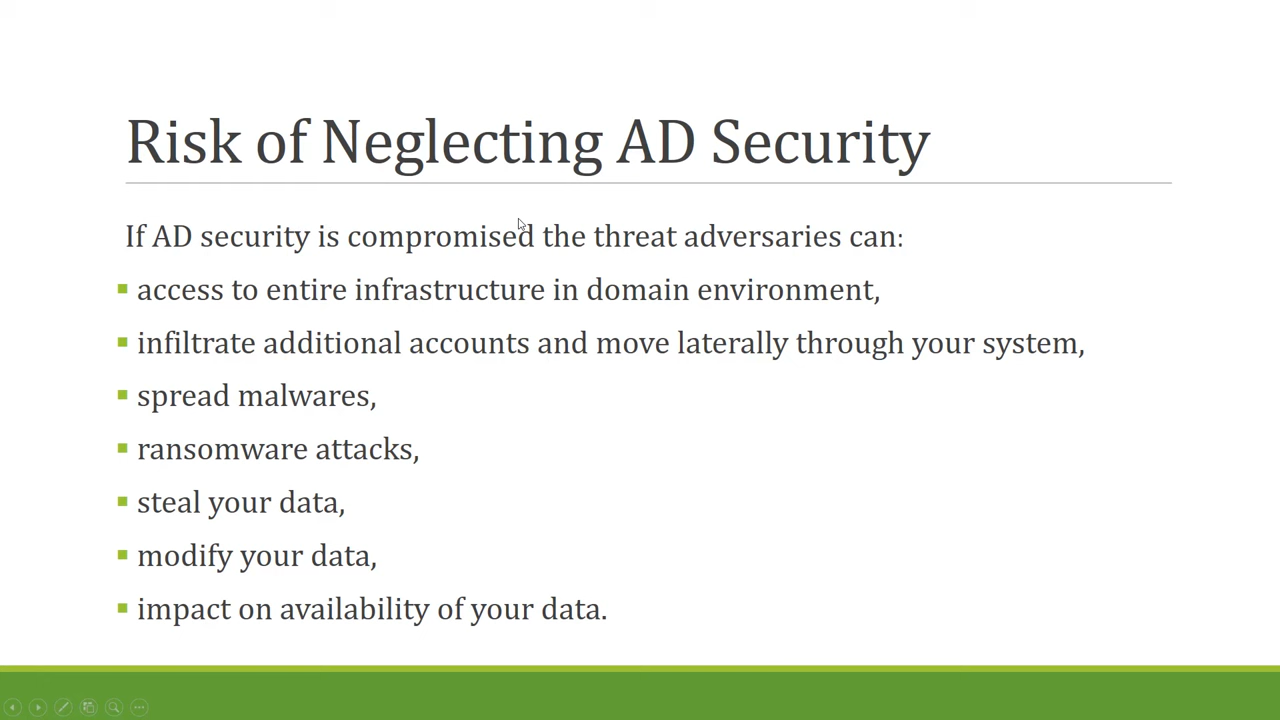 Risk of Neglecting AD Security
If AD security is compromised the threat adversaries can:
access to entire infrastructure in domain environment,
infiltrate additional accounts and move laterally through your system,
spread malwares,
ransomware attacks,
steal your data,
modify your data,
impact on availability of your data.